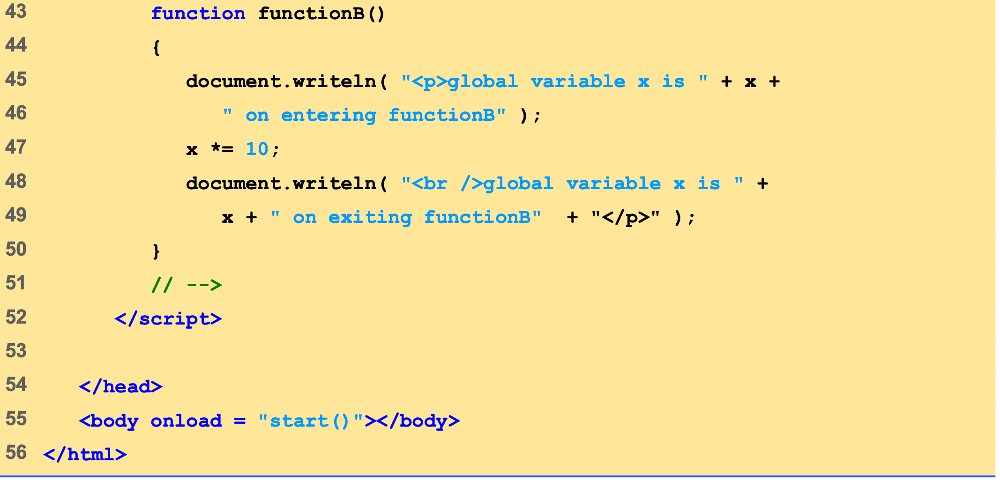 43 function functionB()
44 {
45 document.writeln( "<p>global variable x is " + x +
46 " on entering functionB" );
47 x *= 10;
48 document.writeln( "<br />global variable x is " +
49 x + " on exiting functionB"  + "</p>" );
50 }
51 // -->
52 </script>
53
54 </head>
55 <body onload = "start()"></body>
56 </html>